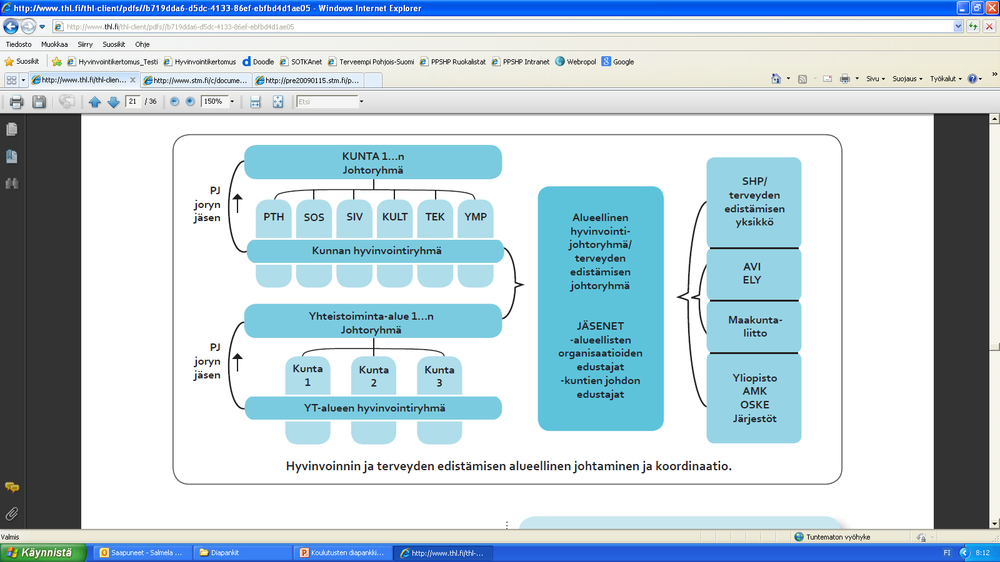 http://www.thl.fi/thl-client/pdfs//b719dda6-d5dc-4133-86ef-ebfbd4d1ae05 - Windows Internet Explorer
http://www.thl.fi/thl-client/pdfs//b719dda6-d5dc-4133-86ef-ebfbd4d1ae05
Tiedosto Muokkaa Siirry Suosikit Ohje
Suosikit Hyvinvointikertomus_Testi Hyvinvointikertomus Doodle SOTKAnet Terveempi Pohjois-Suomi PPSHP Ruokalistat PPSHP Intranet Webropol Google
http://www.thl.fi/thl-clien... http://www.stm.fi/c/docume... http://pre20090115.stm.fi/p... Sivu Suojaus Työkalut
21 / 36 150% Etsi
KUNTA 1...n
Johtoryhmä
PJ
joryn
jäsen
PTH SOS SIV KULT TEK YMP
Kunnan hyvinvointiryhmä
Yhteistoiminta-alue 1...n
Johtoryhmä
PJ
joryn
jäsen
Kunta
1
Kunta
2
Kunta
3
YT-alueen hyvinvointiryhmä
Alueellinen
hyvinvointi-
johtoryhmä/
terveyden
edistämisen
johtoryhmä
JÄSENET
-alueellisten
organisaatioiden
edustajat
-kuntien johdon
edustajat
SHP/
terveyden
edistämisen
yksikkö
AVI
ELY
Maakunta-
liitto
Yliopisto
AMK
OSKE
Järjestöt
Hyvinvoinnin ja terveyden edistämisen alueellinen johtaminen ja koordinaatio.
Valmis Tuntematon vyöhyke
Käynnistä Saapuneet - Salmela ... Diapankit Koulutusten diapankki... http://www.thl.fi/thl-... FI 8:12